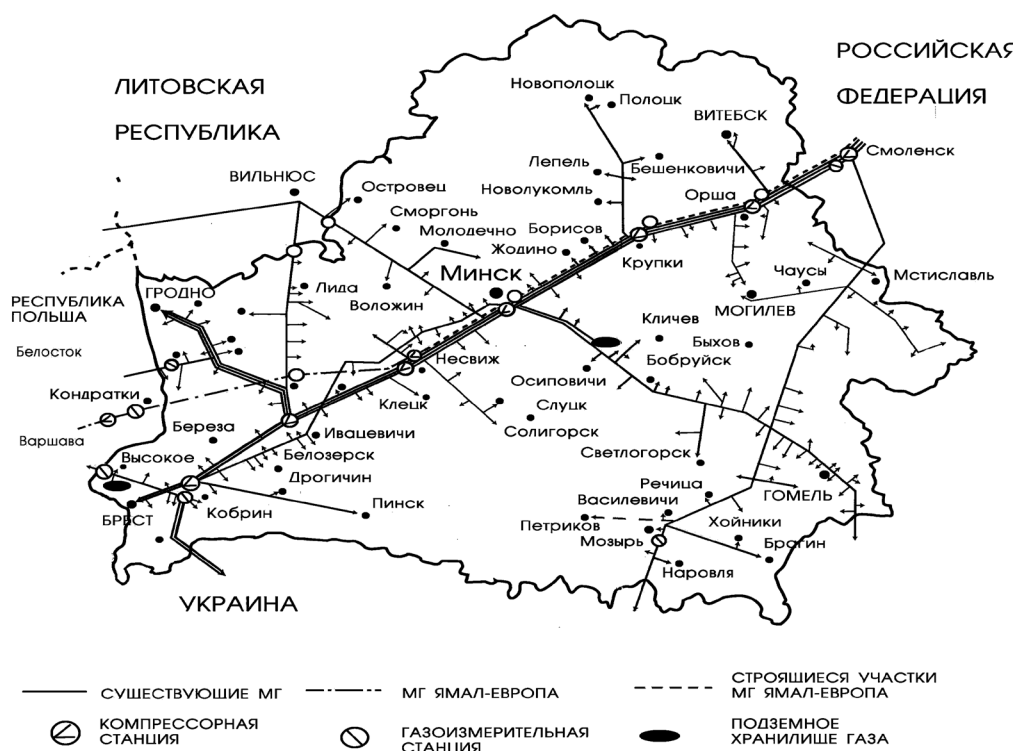 РОССИЙСКАЯ
ФЕДЕРАЦИЯ
ЛИТОВСКАЯ
РЕСПУБЛИКА
Новополоцк
Полоцк
ВИТЕБСК
Смоленск
Лепель
Бешенковичи
Новолукомль
Орша
ВИЛЬНЮС
Островец
Сморгонь
Молодечно
Борисов
Жодино
Крупки
Минск
Чаусы
Мстиславль
МОГИЛЕВ
Лида
Воложин
ГРОДНО
РЕСПУБЛИКА
ПОЛЬША
Белосток
Кличев
Быхов
Бобруйск
Несвиж
Осиповичи
Кондратки
Клецк
Слуцк
Солигорск
Варшава
Береза
Ивацевичи
Высокое
Белозерск
Дрогичин
Светлогорск
Речица
ГОМЕЛЬ
Василевичи
БРЕСТ
Кобрин
Пинск
Петриков
Мозырь
Хойники
Брагин
Наровля
УКРАИНА
СУЩЕСТВУЮЩИЕ МГ
МГ ЯМАЛ-ЕВРОПА
СТРОЯЩИЕСЯ УЧАСТКИ
МГ ЯМАЛ-ЕВРОПА
КОМПРЕССОРНАЯ
СТАНЦИЯ
ГАЗОИЗМЕРИТЕЛЬНАЯ
СТАНЦИЯ
ПОДЗЕМНОЕ
ХРАНИЛИЩЕ ГАЗА